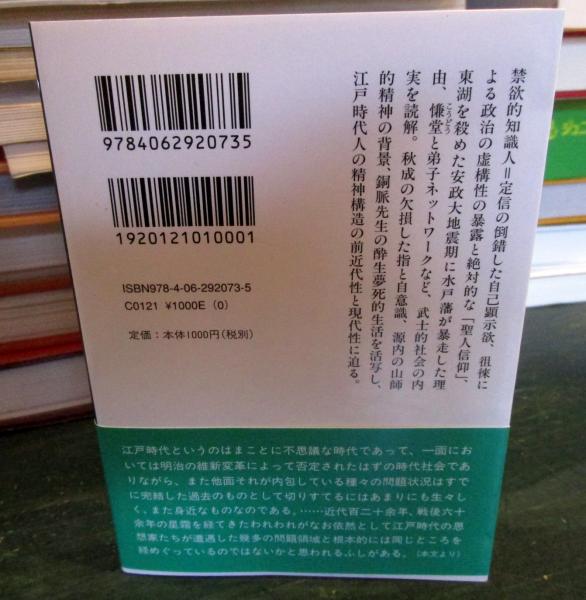 禁欲的知識人＝定信の倒錯した自己顕示欲、徂徠に
よる政治の虚構性の暴露と絶対的な「聖人信仰」、
東湖を殺めた安政大地震期に水戸藩が暴走した理
由、慊堂と弟子ネットワークなど、武士的社会の内
こうどう
実を読解。秋成の欠損した指と自意識、源内の山師
的精神の背景、銅脈先生の酔生夢死的生活を活写し、
江戸時代人の精神構造の前近代性と現代性に迫る。
9784062920735
1920121010001
ISBN978-4-06-292073-5
C0121 ¥1000E (0)
定価：本体1000円（税別）
江戸時代というのはまことに不思議な時代であって、一面にお
いては明治の維新変革によって否定されたはずの時代社会であ
りながら、また他面それが内包している種々の問題状況はすで
に完結した過去のものとして切りすてるにはあまりにも生々し
く、また身近なものなのである。……近代百二十余年、戦後六十
余年の星霜を経てきたわれわれがなお依然として江戸時代の思
想家たちが遭遇した幾多の問題領域と根本的には同じところを
経めぐっているのではないかと思われるふしがある。（本文より）
ジュニ